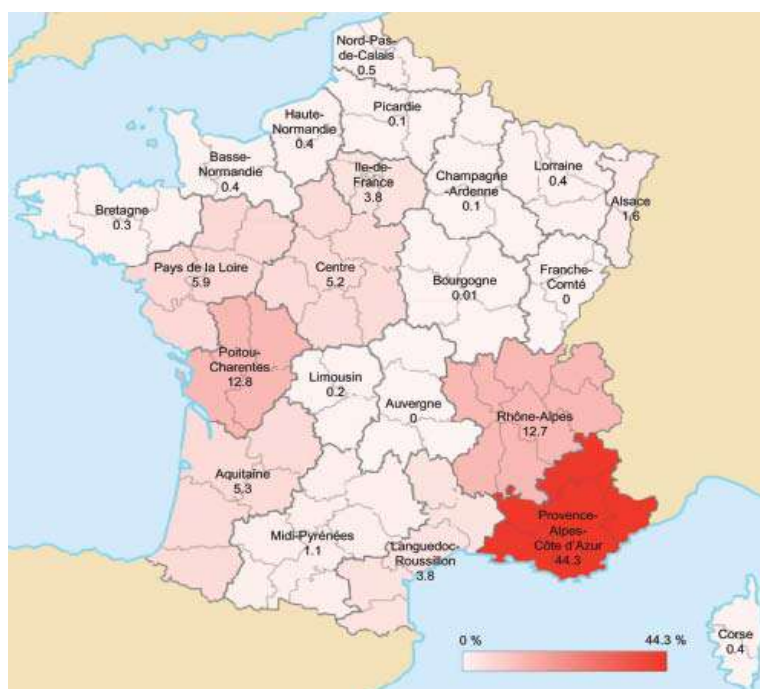 Nord-Pas-
de-Calais
0.5
Picardie
0.1
Haute-
Normandie
0.4
Basse-
Normandie
0.4
Ile-de-
France
3.8
Champagne
-Ardenne
0.1
Lorraine
0.4
Alsace
1.6
Bretagne
0.3
Pays de la Loire
5.9
Centre
5.2
Bourgogne
0.01
Franche-
Comté
0
Poitou-
Charentes
12.8
Limousin
0.2
Auvergne
0
Rhône-Alpes
12.7
Aquitaine
5.3
Midi-Pyrénées
1.1
Languedoc-
Roussillon
3.8
Provence-
Alpes-
Côte d'Azur
44.3
Corse
0.4
0 %
44.3 %